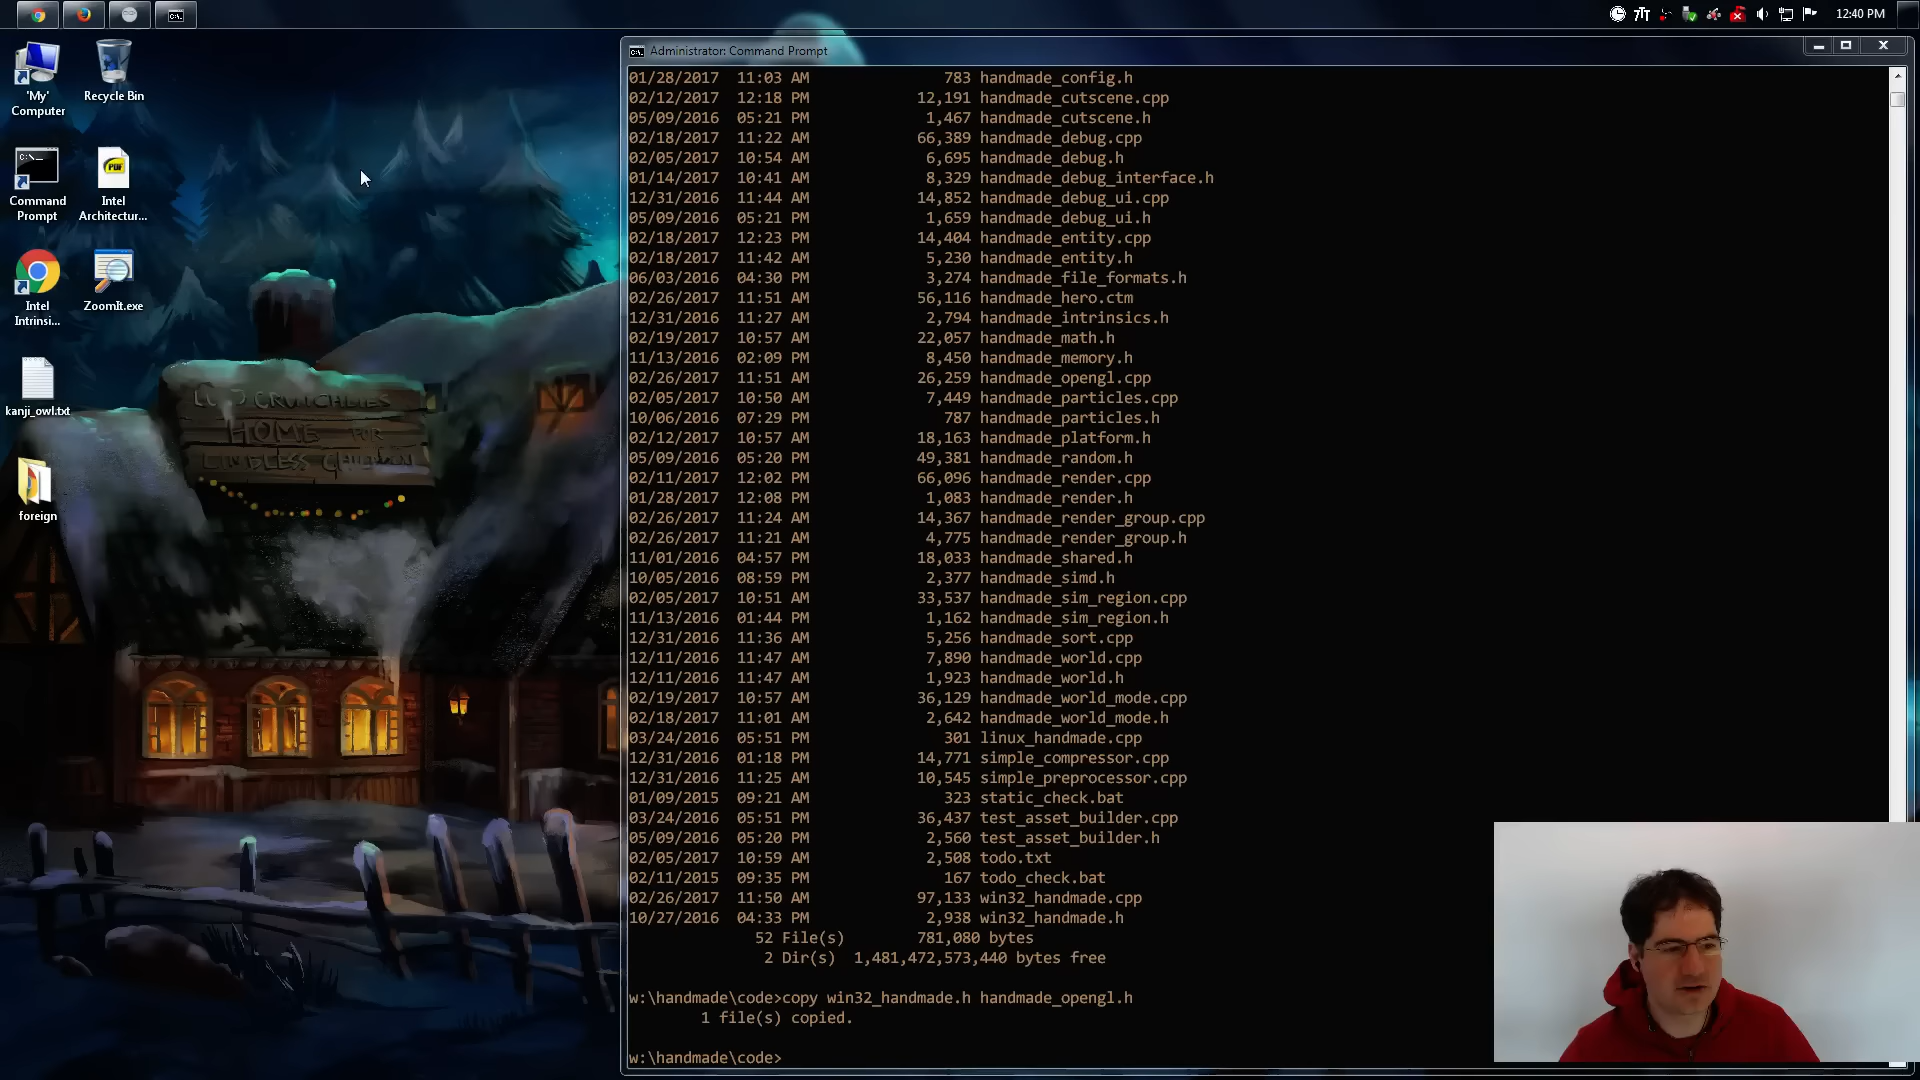 12:40 PM
Administrator: Command Prompt
'My' Computer
Recycle Bin
Command Prompt
Intel Architectur...
Intel Intrinsi...
ZoomIt.exe
kanji_owl.txt
foreign
HOME FOR
01/28/2017 11:03 AM 783 handmade_config.h
02/12/2017 12:18 PM 12,191 handmade_cutscene.cpp
05/09/2016 05:21 PM 1,467 handmade_cutscene.h
02/18/2017 11:22 AM 66,389 handmade_debug.cpp
02/05/2017 10:54 AM 6,695 handmade_debug.h
01/14/2017 10:41 AM 8,329 handmade_debug_interface.h
12/31/2016 11:44 AM 14,852 handmade_debug_ui.cpp
05/09/2016 05:21 PM 1,659 handmade_debug_ui.h
02/18/2017 12:23 PM 14,404 handmade_entity.cpp
02/18/2017 11:42 AM 5,230 handmade_entity.h
06/03/2016 04:30 PM 3,274 handmade_file_formats.h
02/26/2017 11:51 AM 56,116 handmade_hero.ctm
12/31/2016 11:27 AM 2,794 handmade_intrinsics.h
02/19/2017 10:57 AM 22,057 handmade_math.h
11/13/2016 02:09 PM 8,450 handmade_memory.h
02/26/2017 11:51 AM 26,259 handmade_opengl.cpp
02/05/2017 10:50 AM 7,449 handmade_particles.cpp
10/06/2016 07:29 PM 787 handmade_particles.h
02/12/2017 10:57 AM 18,163 handmade_platform.h
05/09/2016 05:20 PM 49,381 handmade_random.h
02/11/2017 12:02 PM 66,096 handmade_render.cpp
01/28/2017 12:08 PM 1,083 handmade_render.h
02/26/2017 11:24 AM 14,367 handmade_render_group.cpp
02/26/2017 11:21 AM 4,775 handmade_render_group.h
11/01/2016 04:57 PM 18,033 handmade_shared.h
10/05/2016 08:59 PM 2,377 handmade_simd.h
02/05/2017 10:51 AM 33,537 handmade_sim_region.cpp
11/13/2016 01:44 PM 1,162 handmade_sim_region.h
12/31/2016 11:36 AM 5,256 handmade_sort.cpp
12/11/2016 11:47 AM 7,890 handmade_world.cpp
12/11/2016 11:47 AM 1,923 handmade_world.h
02/19/2017 10:57 AM 36,129 handmade_world_mode.cpp
02/18/2017 11:01 AM 2,642 handmade_world_mode.h
03/24/2016 05:51 PM 301 linux_handmade.cpp
12/31/2016 01:18 PM 14,771 simple_compressor.cpp
12/31/2016 11:25 AM 10,545 simple_preprocessor.cpp
01/09/2015 09:21 AM 323 static_check.bat
03/24/2016 05:51 PM 36,437 test_asset_builder.cpp
05/09/2016 05:20 PM 2,560 test_asset_builder.h
02/05/2017 10:59 AM 2,508 todo.txt
02/11/2015 09:35 PM 167 todo_check.bat
02/26/2017 11:50 AM 97,133 win32_handmade.cpp
10/27/2016 04:33 PM 2,938 win32_handmade.h
52 File(s) 781,080 bytes
2 Dir(s) 1,481,472,573,440 bytes free
w:\handmade\code>copy win32_handmade.h handmade_opengl.h
1 file(s) copied.
w:\handmade\code>